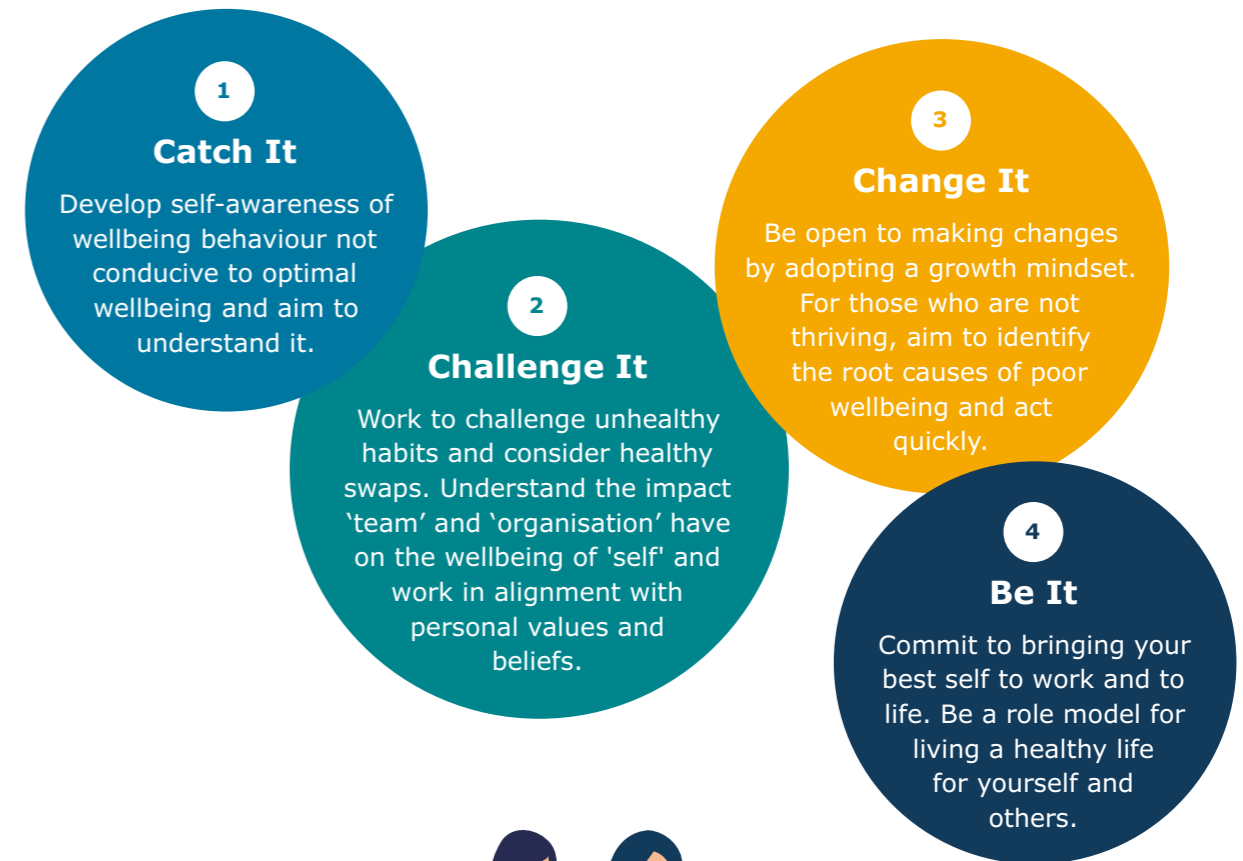 1
Catch It
Develop self-awareness of
wellbeing behaviour not
conducive to optimal
wellbeing and aim to
understand it.
2
Challenge It
Work to challenge unhealthy
habits and consider healthy
swaps. Understand the impact
‘team’ and ‘organisation’ have
on the wellbeing of 'self' and
work in alignment with
personal values and
beliefs.
3
Change It
Be open to making changes
by adopting a growth mindset.
For those who are not
thriving, aim to identify
the root causes of poor
wellbeing and act
quickly.
4
Be It
Commit to bringing your
best self to work and to
life. Be a role model for
living a healthy life
for yourself and
others.